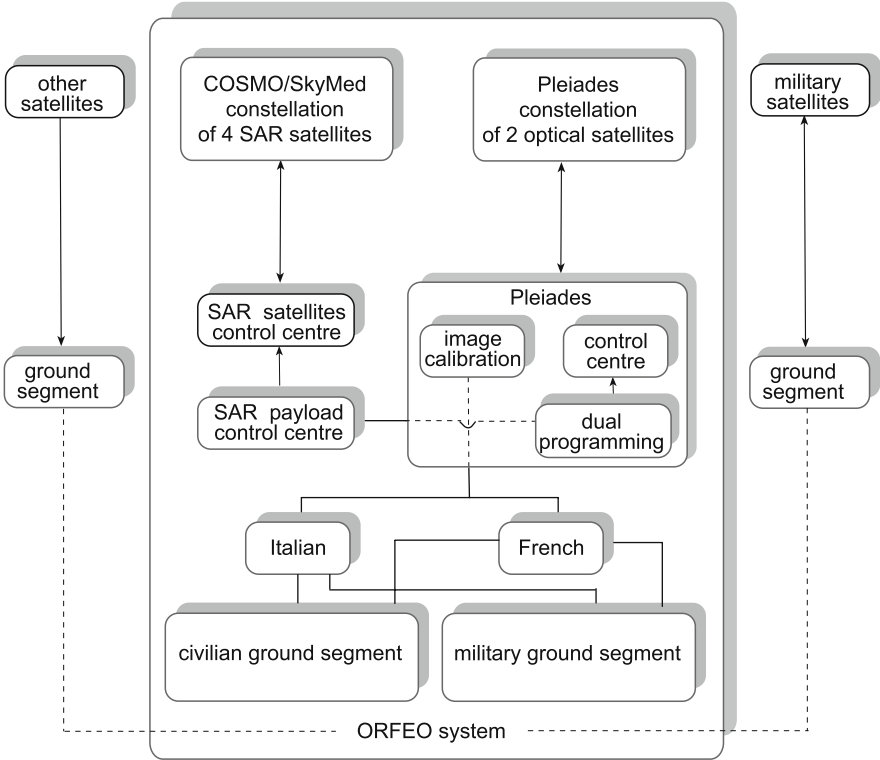 other
satellites
COSMO/SkyMed
constellation
of 4 SAR satellites
Pleiades
constellation
of 2 optical satellites
military
satellites
Pleiades
SAR satellites
control centre
image
calibration
control
centre
ground
segment
SAR payload
control centre
dual
programming
ground
segment
Italian
French
civilian ground segment
military ground segment
ORFEO system